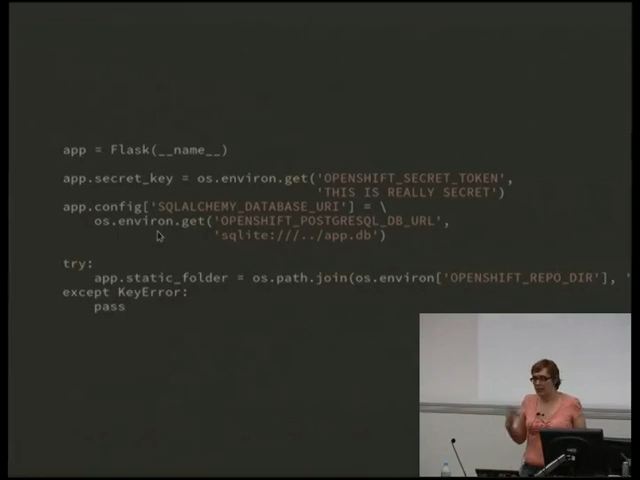 app = Flask(__name__)
app.secret_key = os.environ.get('OPENSHIFT_SECRET_TOKEN',
'THIS IS REALLY SECRET')
app.config['SQLALCHEMY_DATABASE_URI'] = \
os.environ.get('OPENSHIFT_POSTGRESQL_DB_URL',
'sqlite:///../app.db')
try:
app.static_folder = os.path.join(os.environ['OPENSHIFT_REPO_DIR'], '
except KeyError:
pass